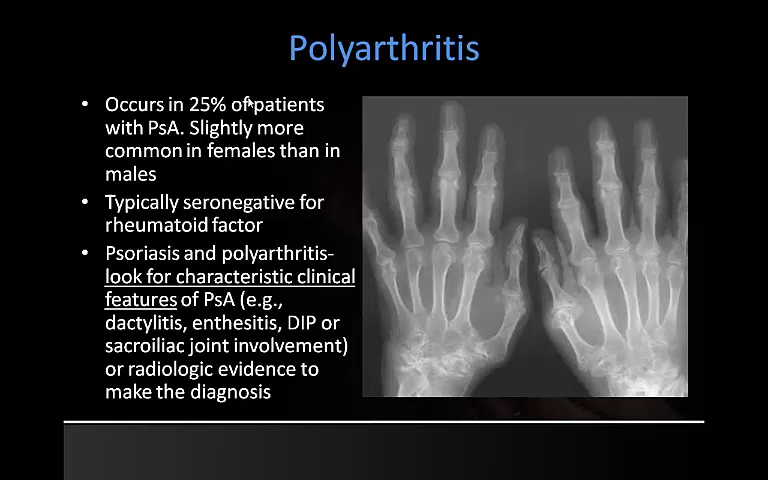 Polyarthritis
• Occurs in 25% of patients
with PsA. Slightly more
common in females than in
males
• Typically seronegative for
rheumatoid factor
• Psoriasis and polyarthritis-
look for characteristic clinical
features of PsA (e.g.,
dactylitis, enthesitis, DIP or
sacroiliac joint involvement)
or radiologic evidence to
make the diagnosis